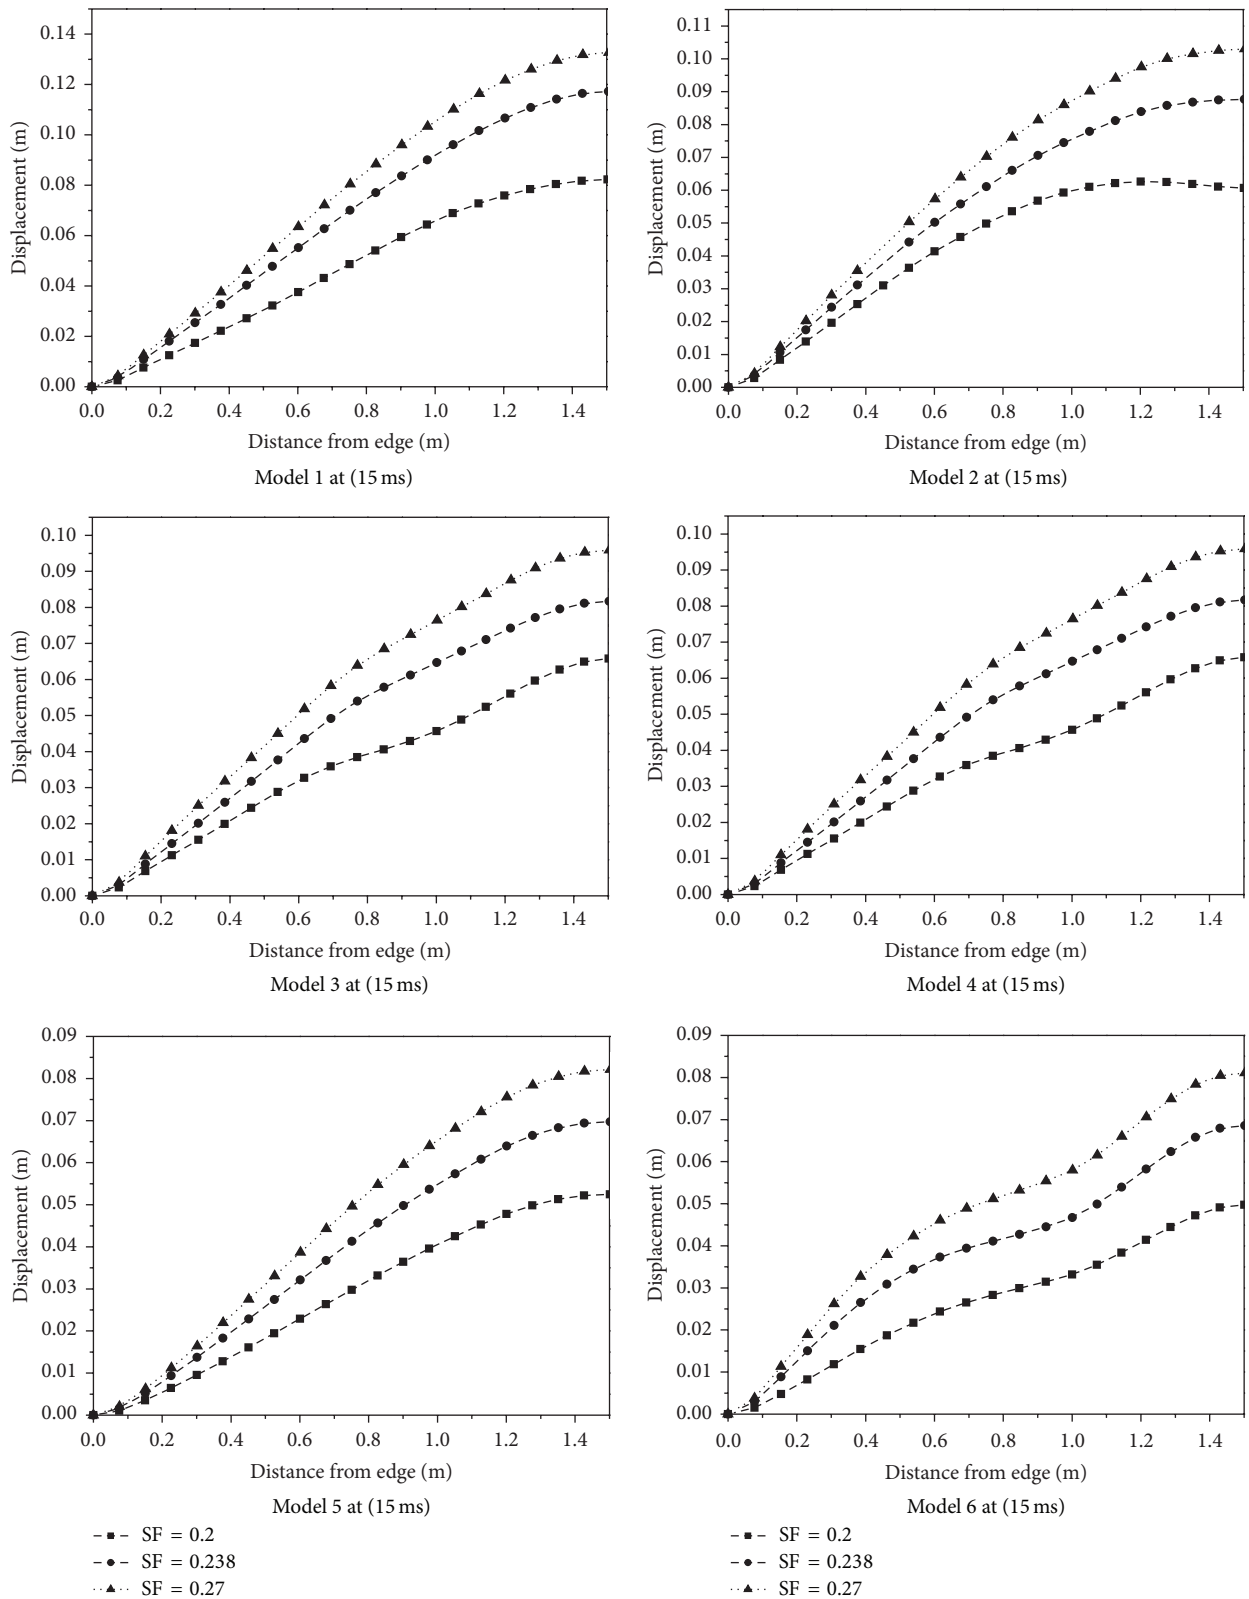 0.14
0.12
0.10
0.08
0.06
0.04
0.02
0.00
Displacement (m)
0.0 0.2 0.4 0.6 0.8 1.0 1.2 1.4
Distance from edge (m)
Model 1 at (15 ms)
0.11
0.10
0.09
0.08
0.07
0.06
0.05
0.04
0.03
0.02
0.01
0.00
Displacement (m)
0.0 0.2 0.4 0.6 0.8 1.0 1.2 1.4
Distance from edge (m)
Model 2 at (15 ms)
0.10
0.09
0.08
0.07
0.06
0.05
0.04
0.03
0.02
0.01
0.00
Displacement (m)
0.0 0.2 0.4 0.6 0.8 1.0 1.2 1.4
Distance from edge (m)
Model 3 at (15 ms)
0.10
0.09
0.08
0.07
0.06
0.05
0.04
0.03
0.02
0.01
0.00
Displacement (m)
0.0 0.2 0.4 0.6 0.8 1.0 1.2 1.4
Distance from edge (m)
Model 4 at (15 ms)
0.09
0.08
0.07
0.06
0.05
0.04
0.03
0.02
0.01
0.00
Displacement (m)
0.0 0.2 0.4 0.6 0.8 1.0 1.2 1.4
Distance from edge (m)
Model 5 at (15 ms)
SF = 0.2
SF = 0.238
SF = 0.27
0.09
0.08
0.07
0.06
0.05
0.04
0.03
0.02
0.01
0.00
Displacement (m)
0.0 0.2 0.4 0.6 0.8 1.0 1.2 1.4
Distance from edge (m)
Model 6 at (15 ms)
SF = 0.2
SF = 0.238
SF = 0.27